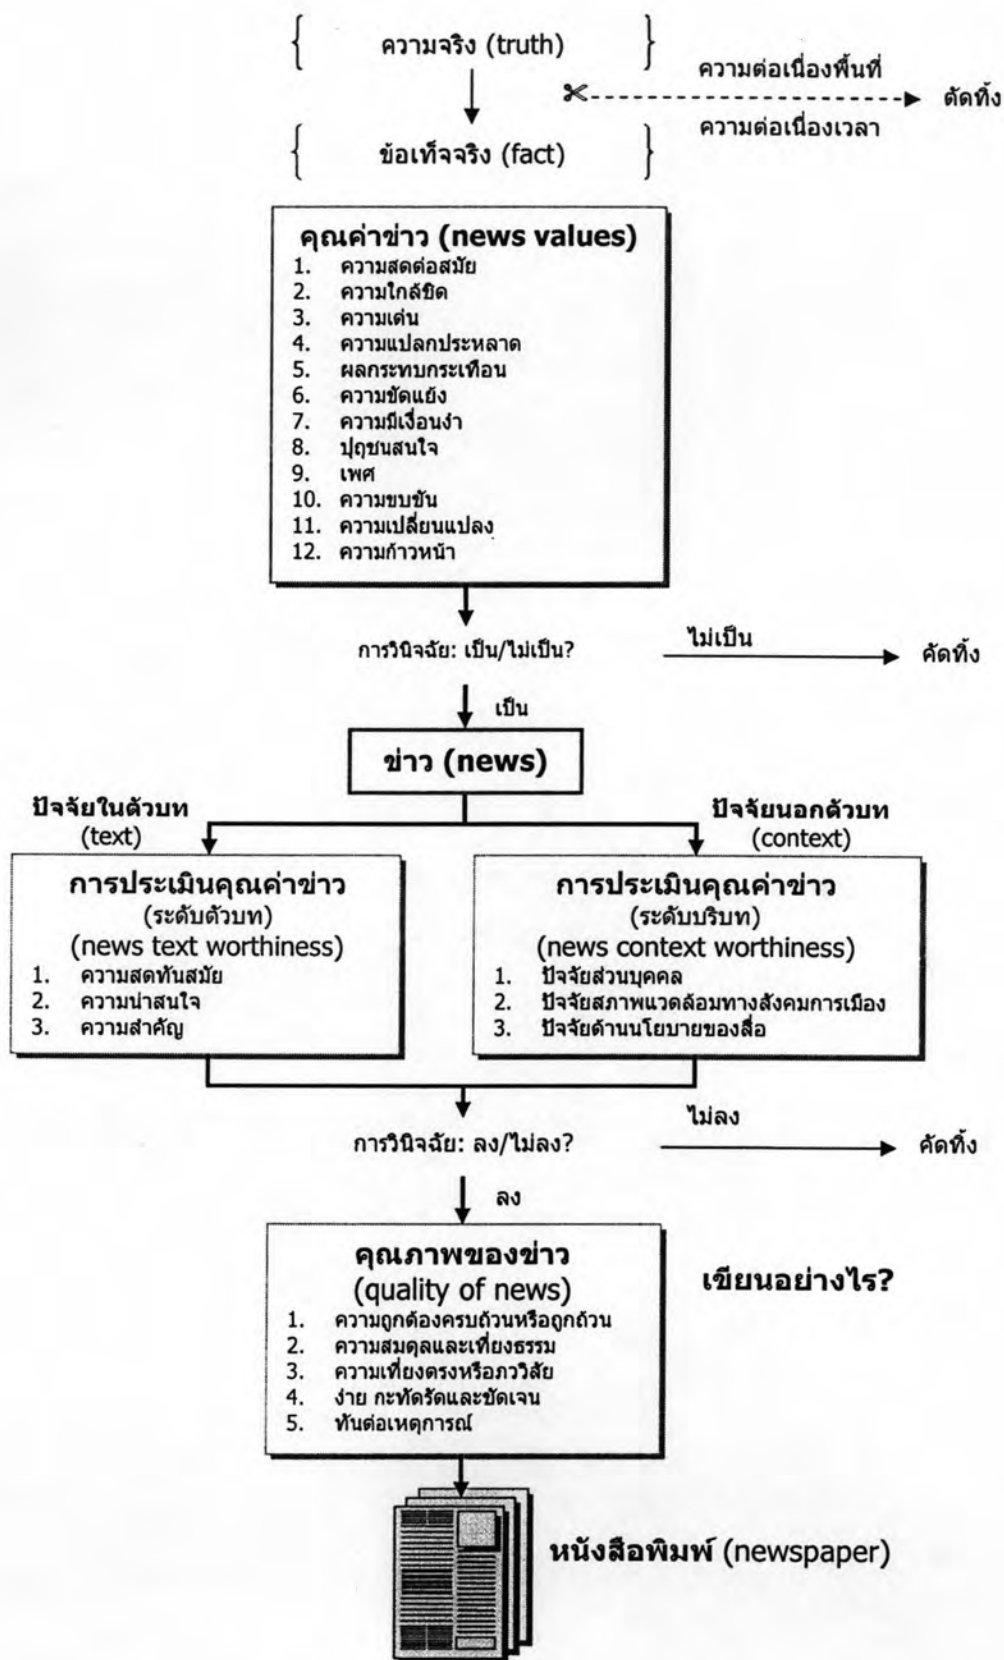 ความจริง (truth)
ความต่อเนื่องพื้นที่
ตัดทิ้ง
ความต่อเนื่องเวลา
ข้อเท็จจริง (fact)
คุณค่าข่าว (news values)
1. ความสดต่อสมัย
2. ความใกล้ชิด
3. ความเด่น
4. ความแปลกประหลาด
5. ผลกระทบกระเทือน
6. ความขัดแย้ง
7. ความมีเงื่อนงำ
8. ปุถุชนสนใจ
9. เพศ
10. ความขบขัน
11. ความเปลี่ยนแปลง
12. ความก้าวหน้า
การวินิจฉัย: เป็น/ไม่เป็น?
ไม่เป็น
คัดทิ้ง
เป็น
ข่าว (news)
ปัจจัยในตัวบท
(text)
ปัจจัยนอกตัวบท
(context)
การประเมินคุณค่าข่าว
(ระดับตัวบท)
(news text worthiness)
1. ความสดทันสมัย
2. ความน่าสนใจ
3. ความสำคัญ
การประเมินคุณค่าข่าว
(ระดับบริบท)
(news context worthiness)
1. ปัจจัยส่วนบุคคล
2. ปัจจัยสภาพแวดล้อมทางสังคมการเมือง
3. ปัจจัยด้านนโยบายของสื่อ
การวินิจฉัย: ลง/ไม่ลง?
ไม่ลง
คัดทิ้ง
ลง
คุณภาพของข่าว
(quality of news)
1. ความถูกต้องครบถ้วนหรือถูกถ้วน
2. ความสมดุลและเที่ยงธรรม
3. ความเที่ยงตรงหรือภววิสัย
4. ง่าย กะทัดรัดและชัดเจน
5. ทันต่อเหตุการณ์
เขียนอย่างไร?
หนังสือพิมพ์ (newspaper)